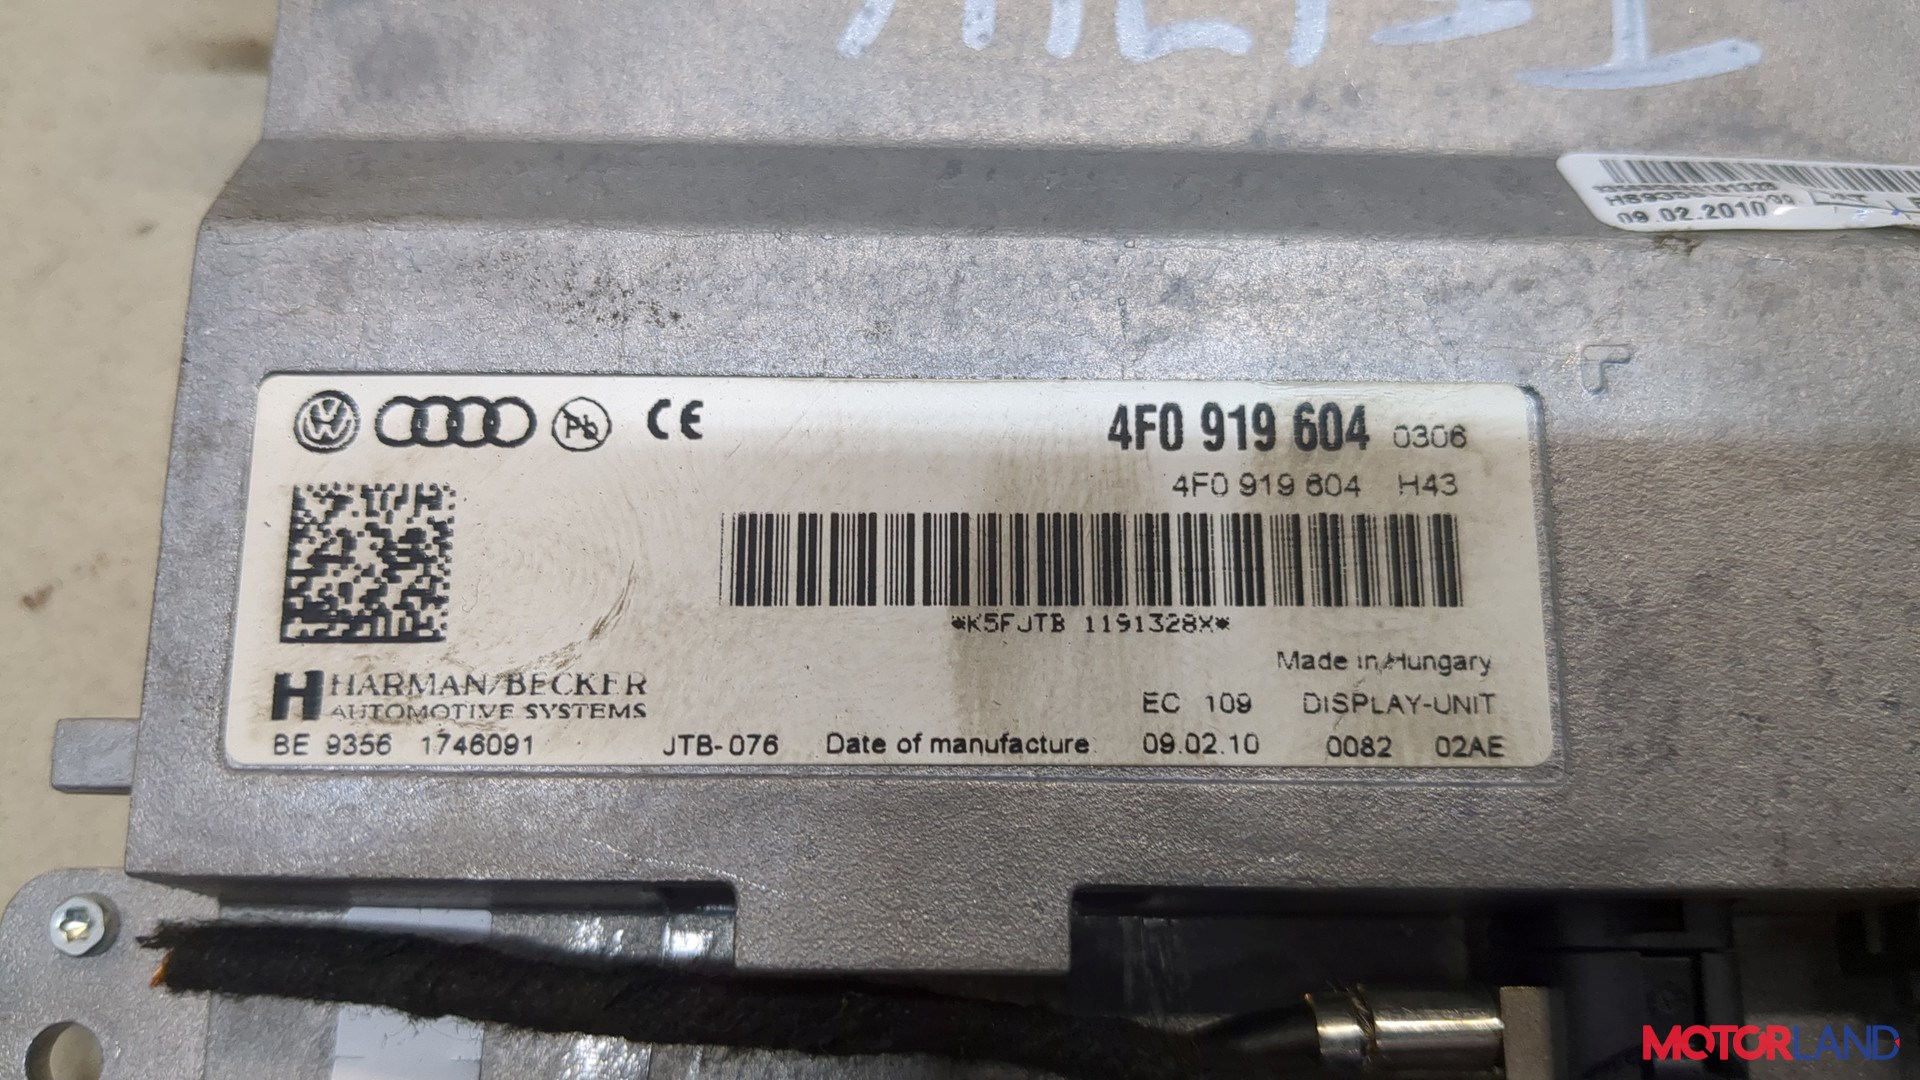 09.02.2010
4F0 919 604 0306
4F0 919 604 H43
*K5FJTB 1191328X*
Made in Hungary
HARMAN/BECKER
AUTOMOTIVE SYSTEMS
EC 109 DISPLAY-UNIT
BE 9356 1746091 JTB-076 Date of manufacture: 09.02.10 0082 02AE
MOTORLAND